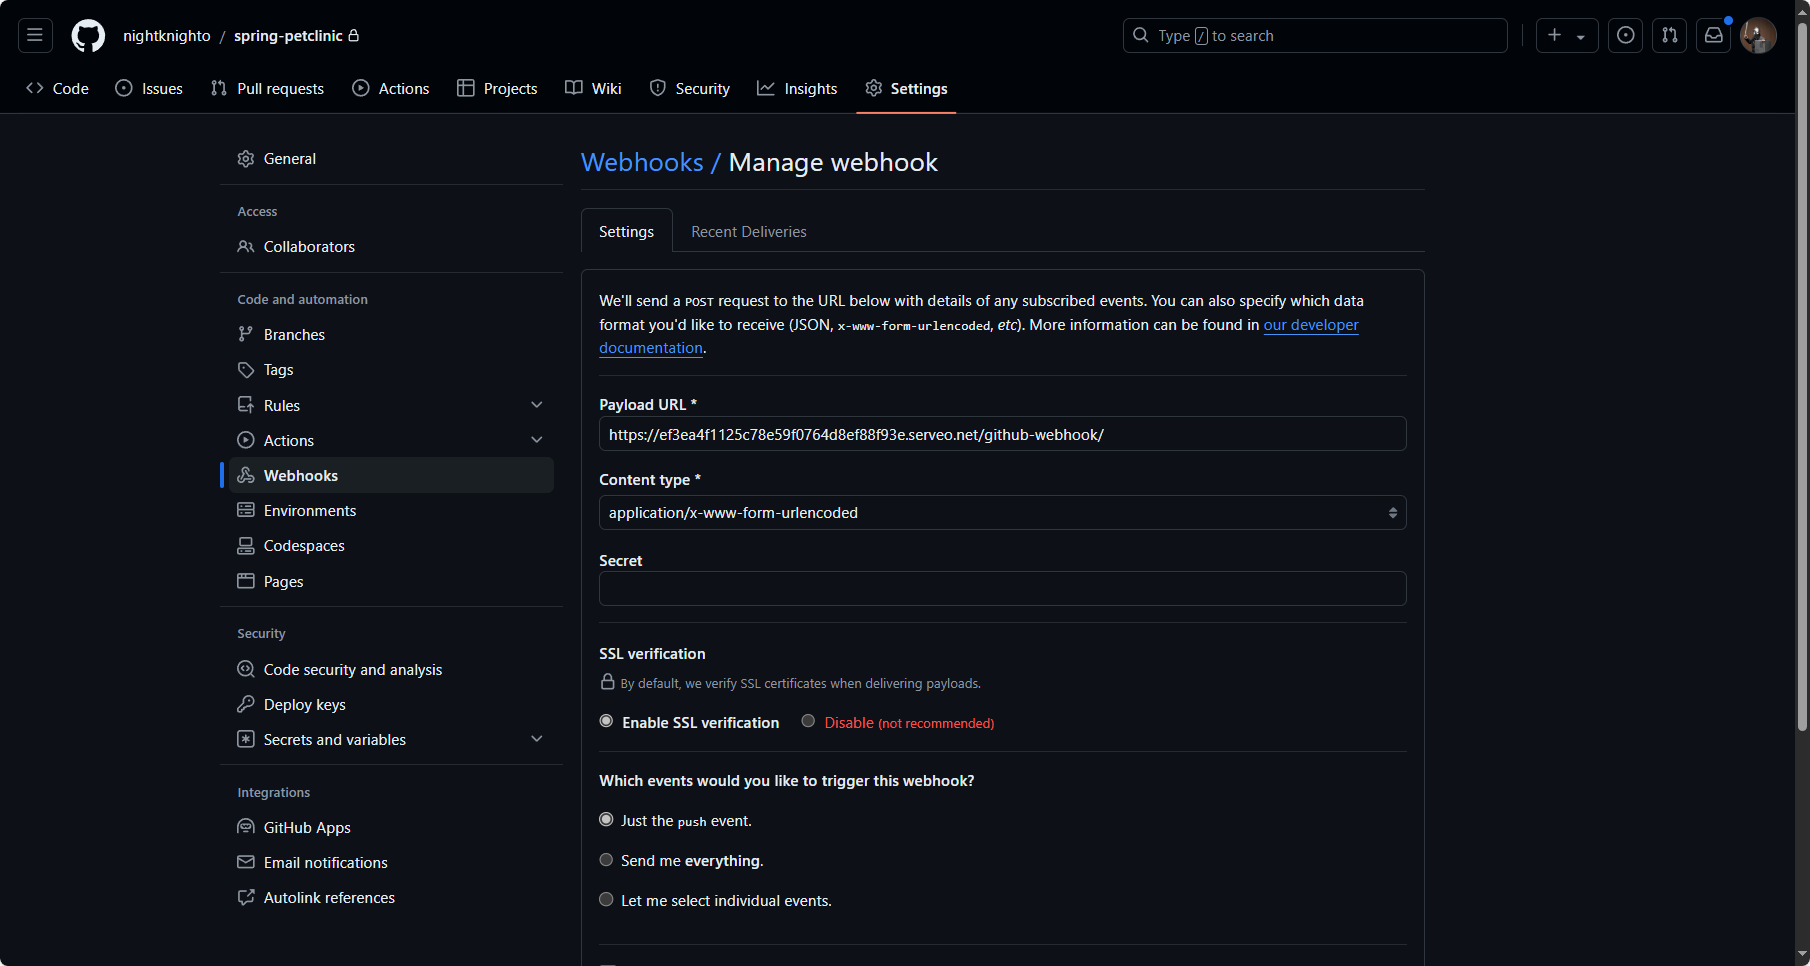 nightknighto / spring-petclinic
Type / to search
Code
Issues
Pull requests
Actions
Projects
Wiki
Security
Insights
Settings
General
Access
Collaborators
Code and automation
Branches
Tags
Rules
Actions
Webhooks
Environments
Codespaces
Pages
Security
Code security and analysis
Deploy keys
Secrets and variables
Integrations
GitHub Apps
Email notifications
Autolink references
Webhooks / Manage webhook
Settings
Recent Deliveries
We'll send a POST request to the URL below with details of any subscribed events. You can also specify which data
format you'd like to receive (JSON, x-www-form-urlencoded, etc). More information can be found in our developer
documentation.
Payload URL *
https://ef3ea4f1125c78e59f0764d8ef88f93e.serveo.net/github-webhook/
Content type *
application/x-www-form-urlencoded
Secret
SSL verification
By default, we verify SSL certificates when delivering payloads.
Enable SSL verification
Disable (not recommended)
Which events would you like to trigger this webhook?
Just the push event.
Send me everything.
Let me select individual events.